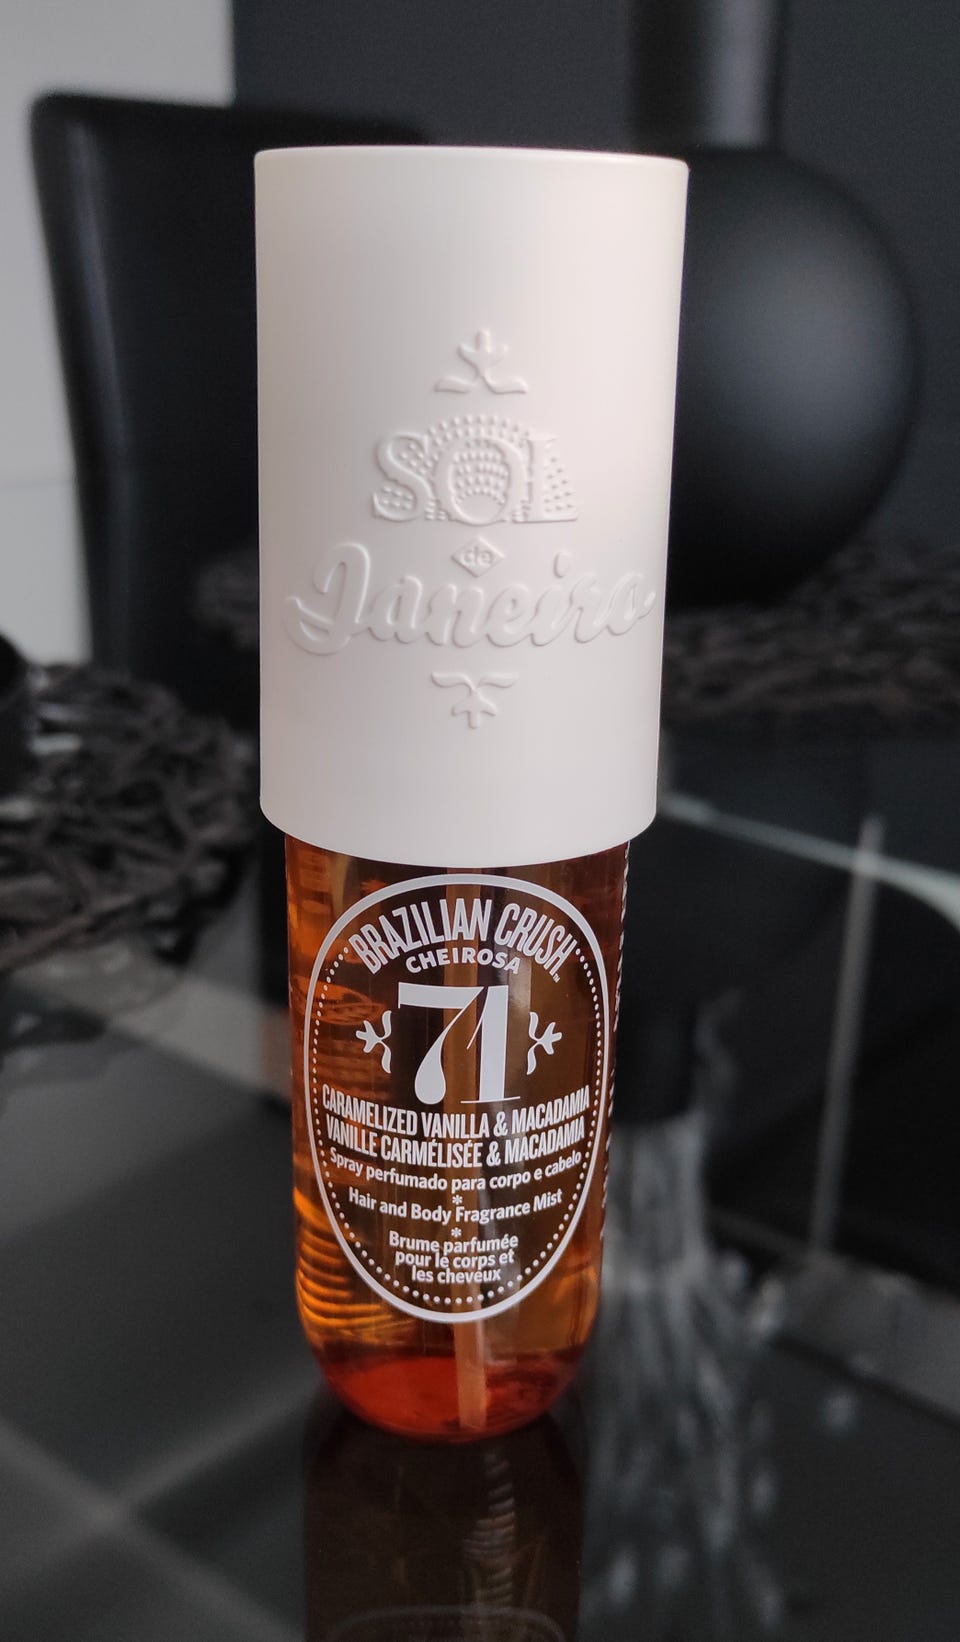 SOL
de
Janeiro
BRAZILIAN CRUSH™
CHEIROSA
71
CARAMELIZED VANILLA & MACADAMIA
VANILLE CARMÉLISÉE & MACADAMIA
Spray perfumado para corpo e cabelo
*
Hair and Body Fragrance Mist
*
Brume parfumée
pour le corps et
les cheveux